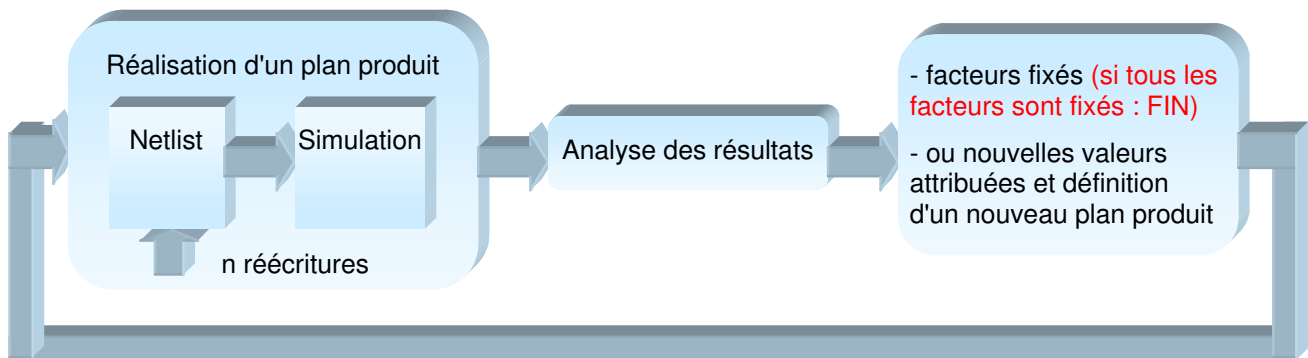 Réalisation d'un plan produit
Netlist
Simulation
n réécritures
Analyse des résultats
- facteurs fixés (si tous les
facteurs sont fixés : FIN)
- ou nouvelles valeurs
attribuées et définition
d'un nouveau plan produit